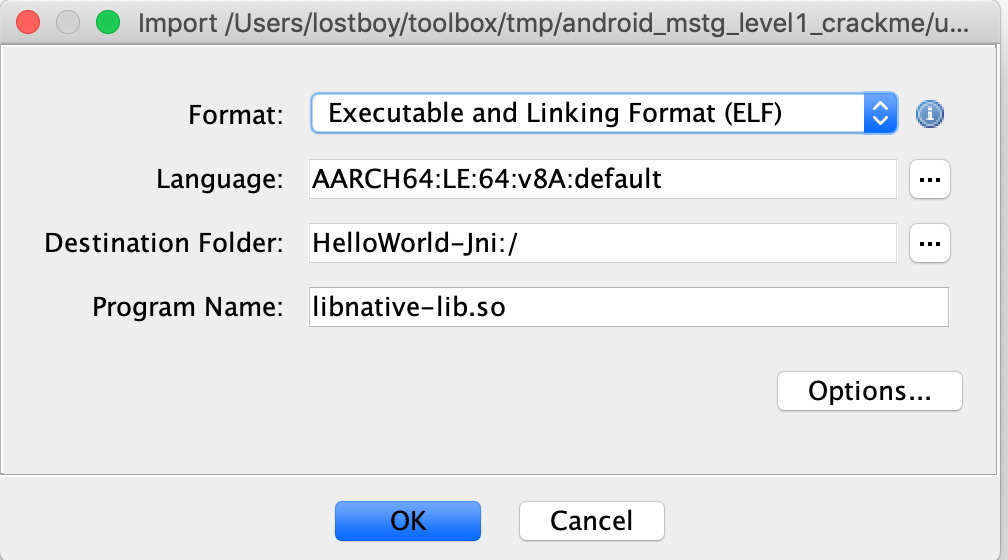 Import /Users/lostboy/toolbox/tmp/android_mstg_level1_crackme/u...
Format: Executable and Linking Format (ELF)
Language: AARCH64:LE:64:v8A:default ...
Destination Folder: HelloWorld-Jni:/ ...
Program Name: libnative-lib.so
Options...
OK Cancel